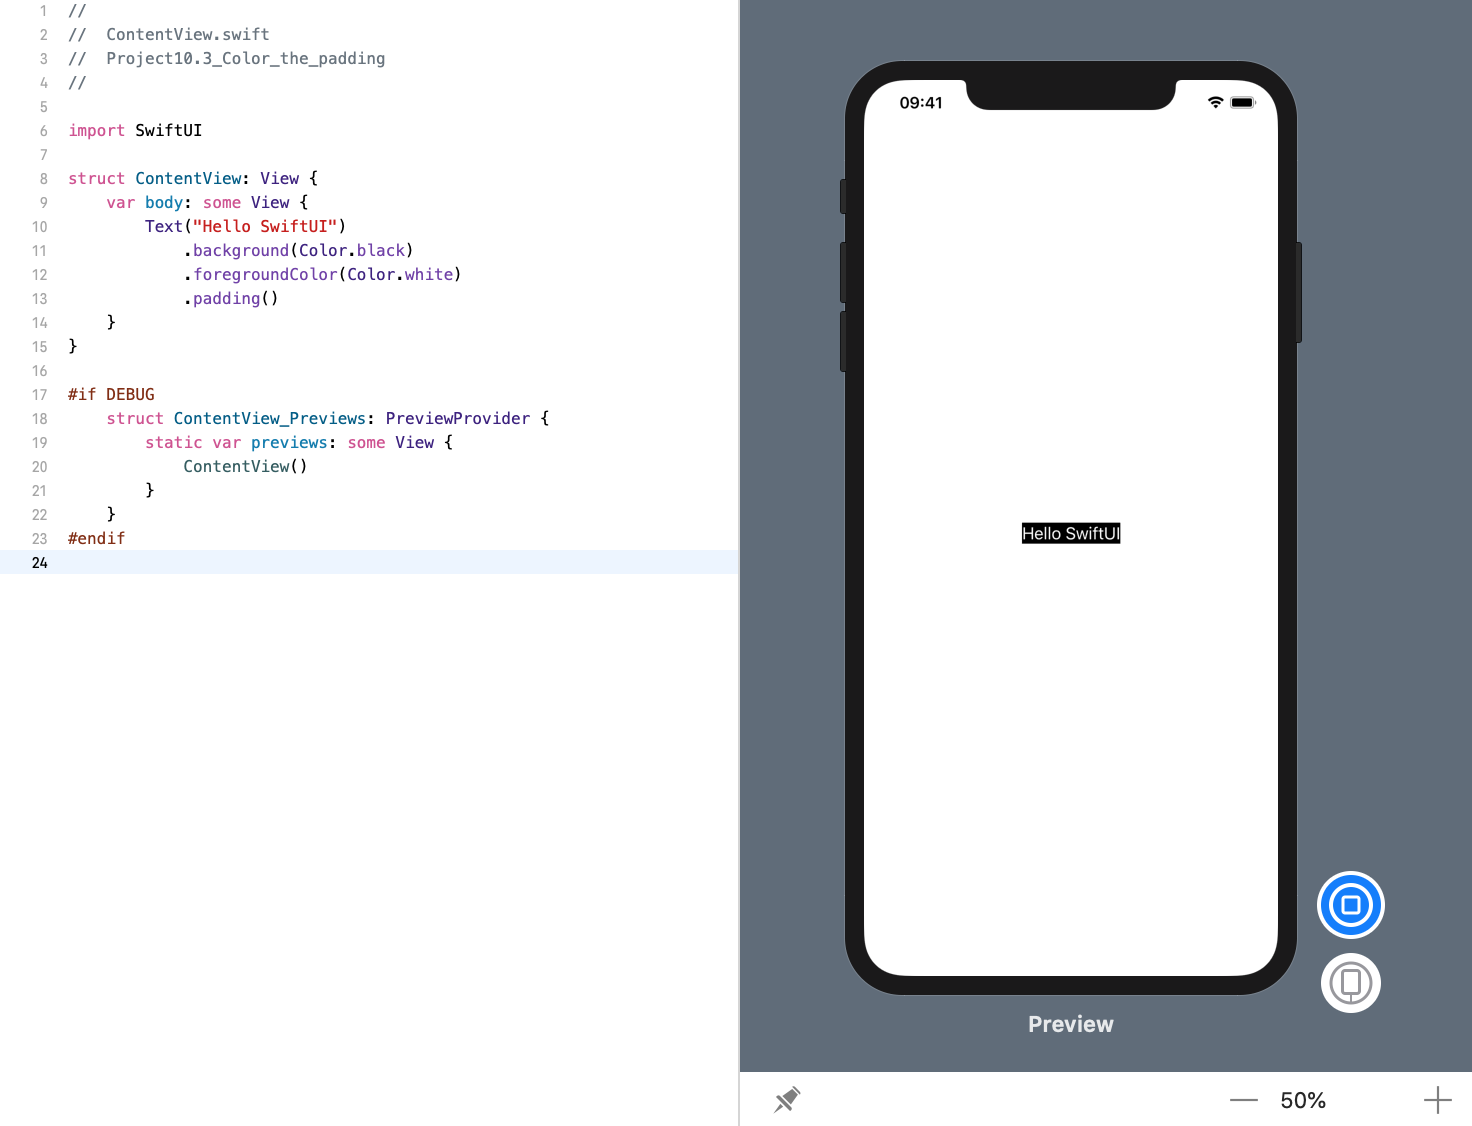 1 //
2 //  ContentView.swift
3 //  Project10.3_Color_the_padding
4 //
5
6 import SwiftUI
7
8 struct ContentView: View {
9     var body: some View {
10         Text("Hello SwiftUI")
11             .background(Color.black)
12             .foregroundColor(Color.white)
13             .padding()
14     }
15 }
16
17 #if DEBUG
18     struct ContentView_Previews: PreviewProvider {
19         static var previews: some View {
20             ContentView()
21         }
22     }
23 #endif
24
09:41
Hello SwiftUI
Preview
50%